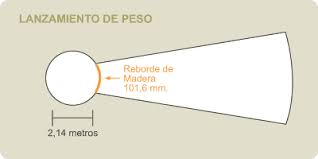 LANZAMIENTO DE PESO
Reborde de
Madera
101,6 mm.
2,14 metros